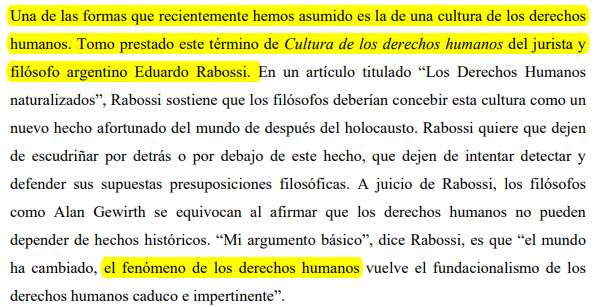 Una de las formas que recientemente hemos asumido es la de una cultura de los derechos
humanos. Tomo prestado este término de Cultura de los derechos humanos del jurista y
filósofo argentino Eduardo Rabossi. En un artículo titulado “Los Derechos Humanos
naturalizados”, Rabossi sostiene que los filósofos deberían concebir esta cultura como un
nuevo hecho afortunado del mundo de después del holocausto. Rabossi quiere que dejen
de escudriñar por detrás o por debajo de este hecho, que dejen de intentar detectar y
defender sus supuestas presuposiciones filosóficas. A juicio de Rabossi, los filósofos
como Alan Gewirth se equivocan al afirmar que los derechos humanos no pueden
depender de hechos históricos. “Mi argumento básico”, dice Rabossi, es que “el mundo
ha cambiado, el fenómeno de los derechos humanos vuelve el fundacionalismo de los
derechos humanos caduco e impertinente”.